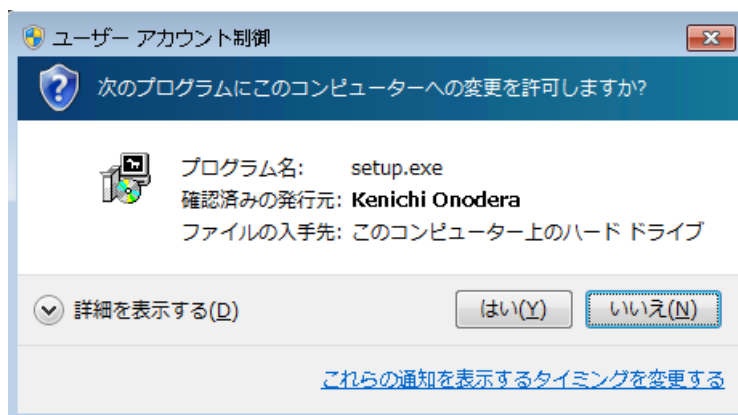 ユーザー アカウント制御
次のプログラムにこのコンピューターへの変更を許可しますか?
プログラム名: setup.exe
確認済みの発行元: Kenichi Onodera
ファイルの入手先: このコンピューター上のハード ドライブ
詳細を表示する(D)
はい(Y)
いいえ(N)
これらの通知を表示するタイミングを変更する